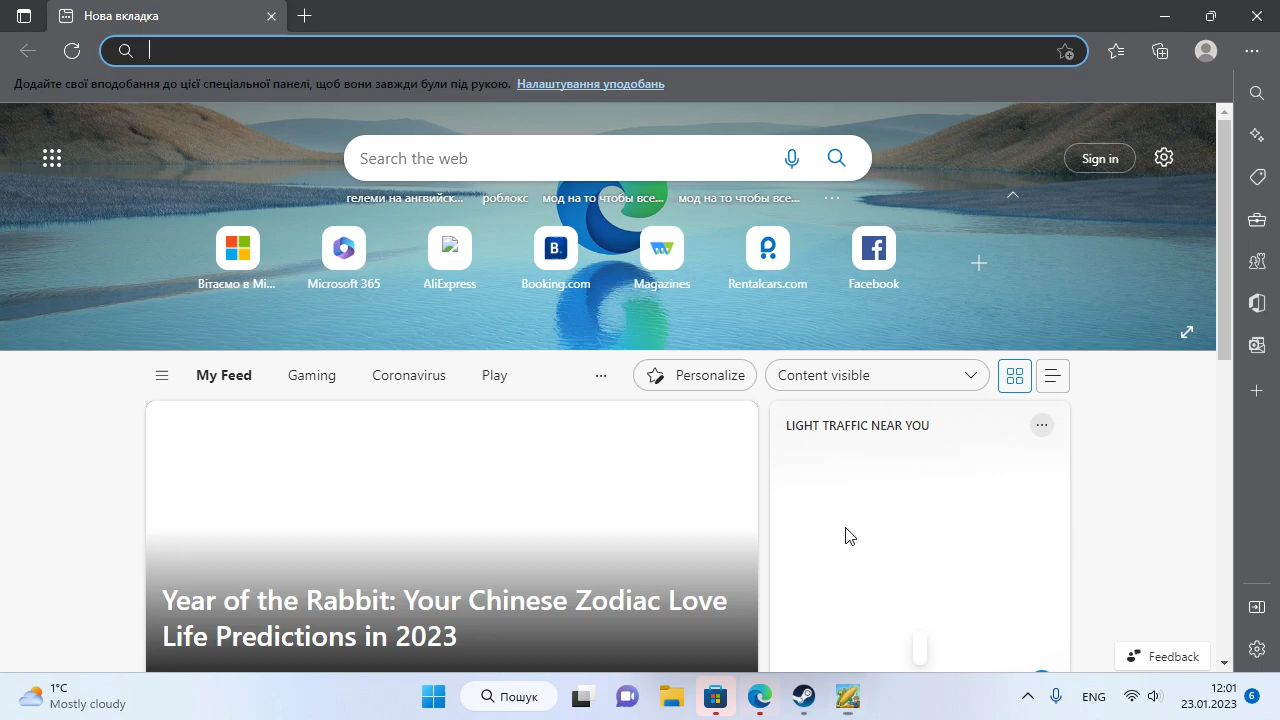 Нова вкладка
Додайте свої вподобання до цієї спеціальної панелі, щоб вони завжди були під рукою. Налаштування уподобань
Search the web
Sign in
гелеми на ангвийск... роблокс мод на то чтобы все... мод на то чтобы все... ...
Вітаємо в Mi... Microsoft 365 AliExpress Booking.com Magazines Rentalcars.com Facebook
My Feed Gaming Coronavirus Play ... Personalize Content visible
LIGHT TRAFFIC NEAR YOU
Year of the Rabbit: Your Chinese Zodiac Love
Life Predictions in 2023
Feedback
1°C
Mostly cloudy
Пошук
ENG
12:01
23.01.2023
6